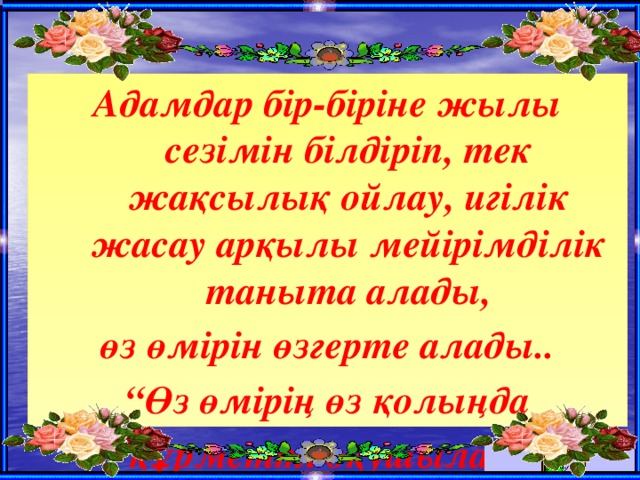 Адамдар бір-біріне жылы
сезімін білдіріп, тек
жақсылық ойлау, игілік
жасау арқылы мейірімділік
таныта алады,
өз өмірін өзгерте алады..
“Өз өмірің өз қолыңда